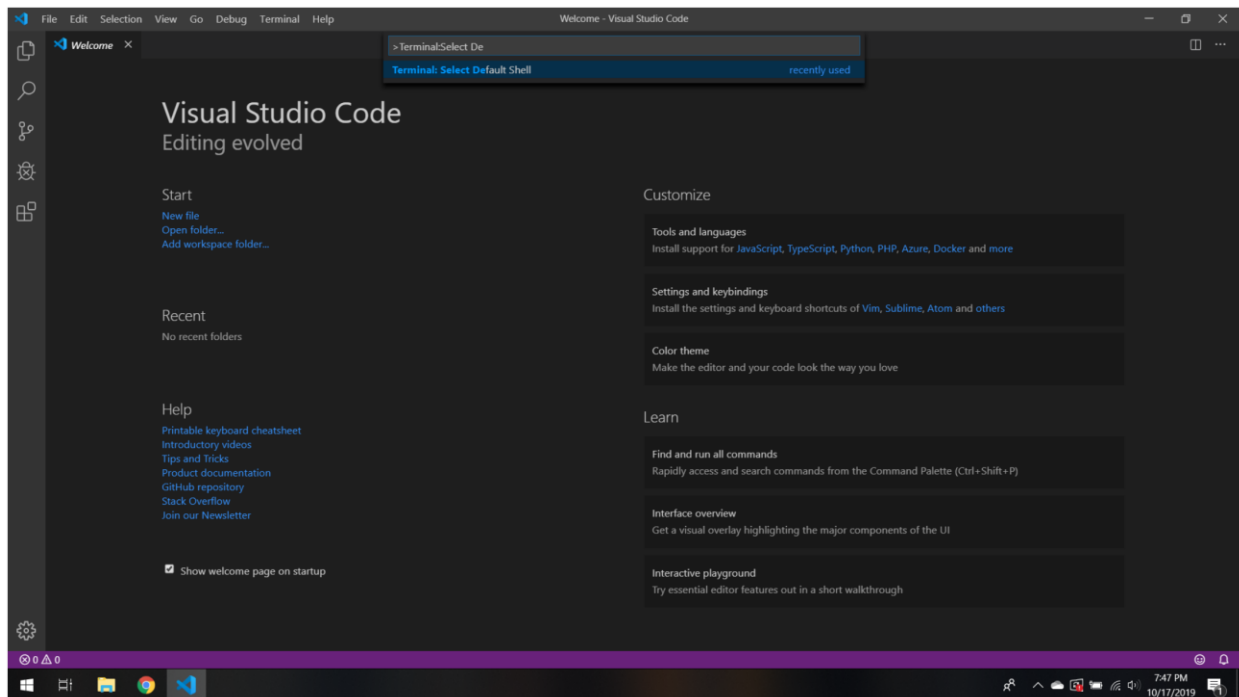 File Edit Selection View Go Debug Terminal Help
Welcome - Visual Studio Code
Welcome
>Terminal:Select De
Terminal: Select Default Shell recently used
Visual Studio Code
Editing evolved
Start
New file
Open folder...
Add workspace folder...
Recent
No recent folders
Help
Printable keyboard cheatsheet
Introductory videos
Tips and Tricks
Product documentation
GitHub repository
Stack Overflow
Join our Newsletter
Show welcome page on startup
Customize
Tools and languages
Install support for JavaScript, TypeScript, Python, PHP, Azure, Docker and more
Settings and keybindings
Install the settings and keyboard shortcuts of Vim, Sublime, Atom and others
Color theme
Make the editor and your code look the way you love
Learn
Find and run all commands
Rapidly access and search commands from the Command Palette (Ctrl+Shift+P)
Interface overview
Get a visual overlay highlighting the major components of the UI
Interactive playground
Try essential editor features out in a short walkthrough
0 0
7:47 PM
10/17/2019
1